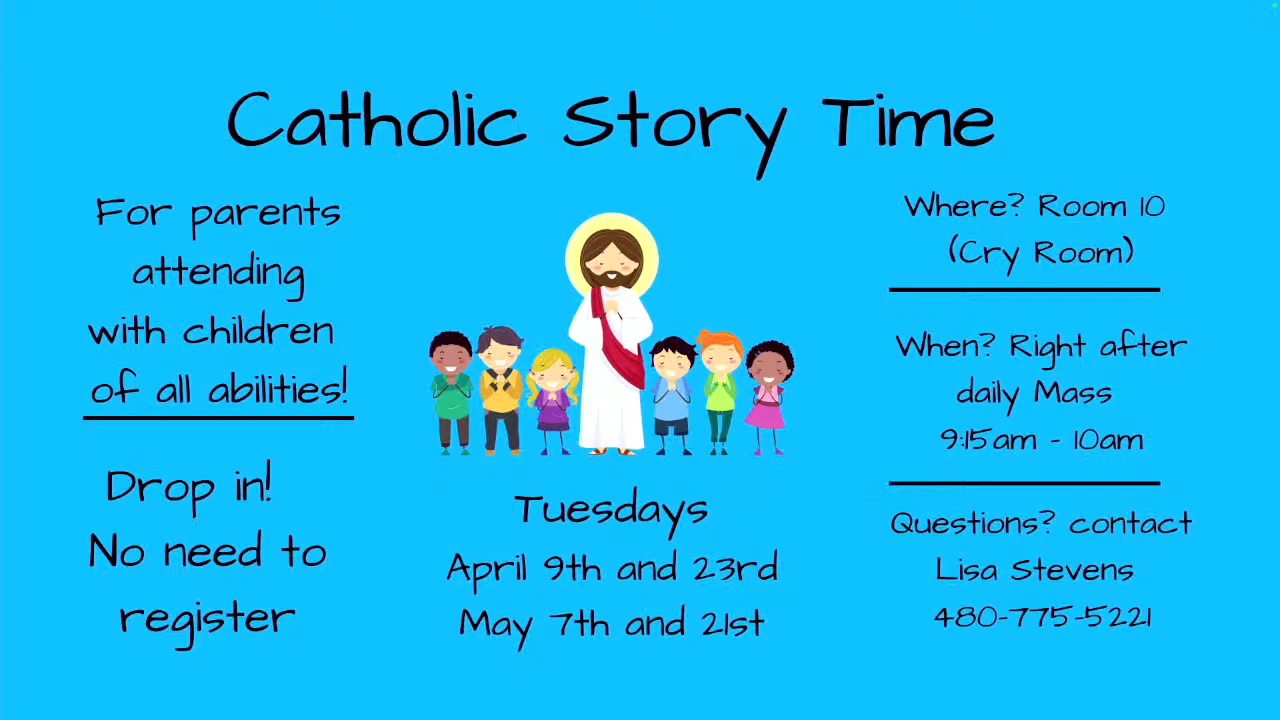 Catholic Story Time
For parents
attending
with children
of all abilities!
Drop in!
No need to
register
Tuesdays
April 9th and 23rd
May 7th and 21st
Where? Room 10
(Cry Room)
When? Right after
daily Mass
9:15am - 10am
Questions? contact
Lisa Stevens
480-775-5221